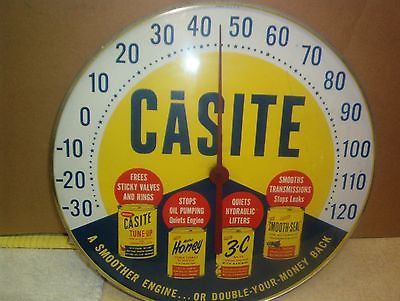 -30 -20 -10 0 10 20 30 40 50 60 70 80 90 100 110 120
CASITE
FREES
STICKY VALVES
AND RINGS
STOPS
OIL PUMPING
Quiets Engine
QUIETS
HYDRAULIC
LIFTERS
SMOOTHS
TRANSMISSIONS
Stops Leaks
CASITE
TUNE-UP
Honey
3-C
SMOOTH-SEAL
A SMOOTHER ENGINE... OR DOUBLE-YOUR-MONEY BACK